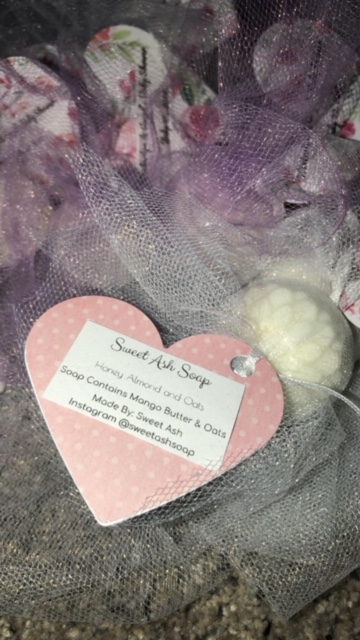 Sweet Ash Soap
Honey Almond and Oats
Soap Contains Mango Butter & Oats
Made By: Sweet Ash
Instagram @sweetashsoap